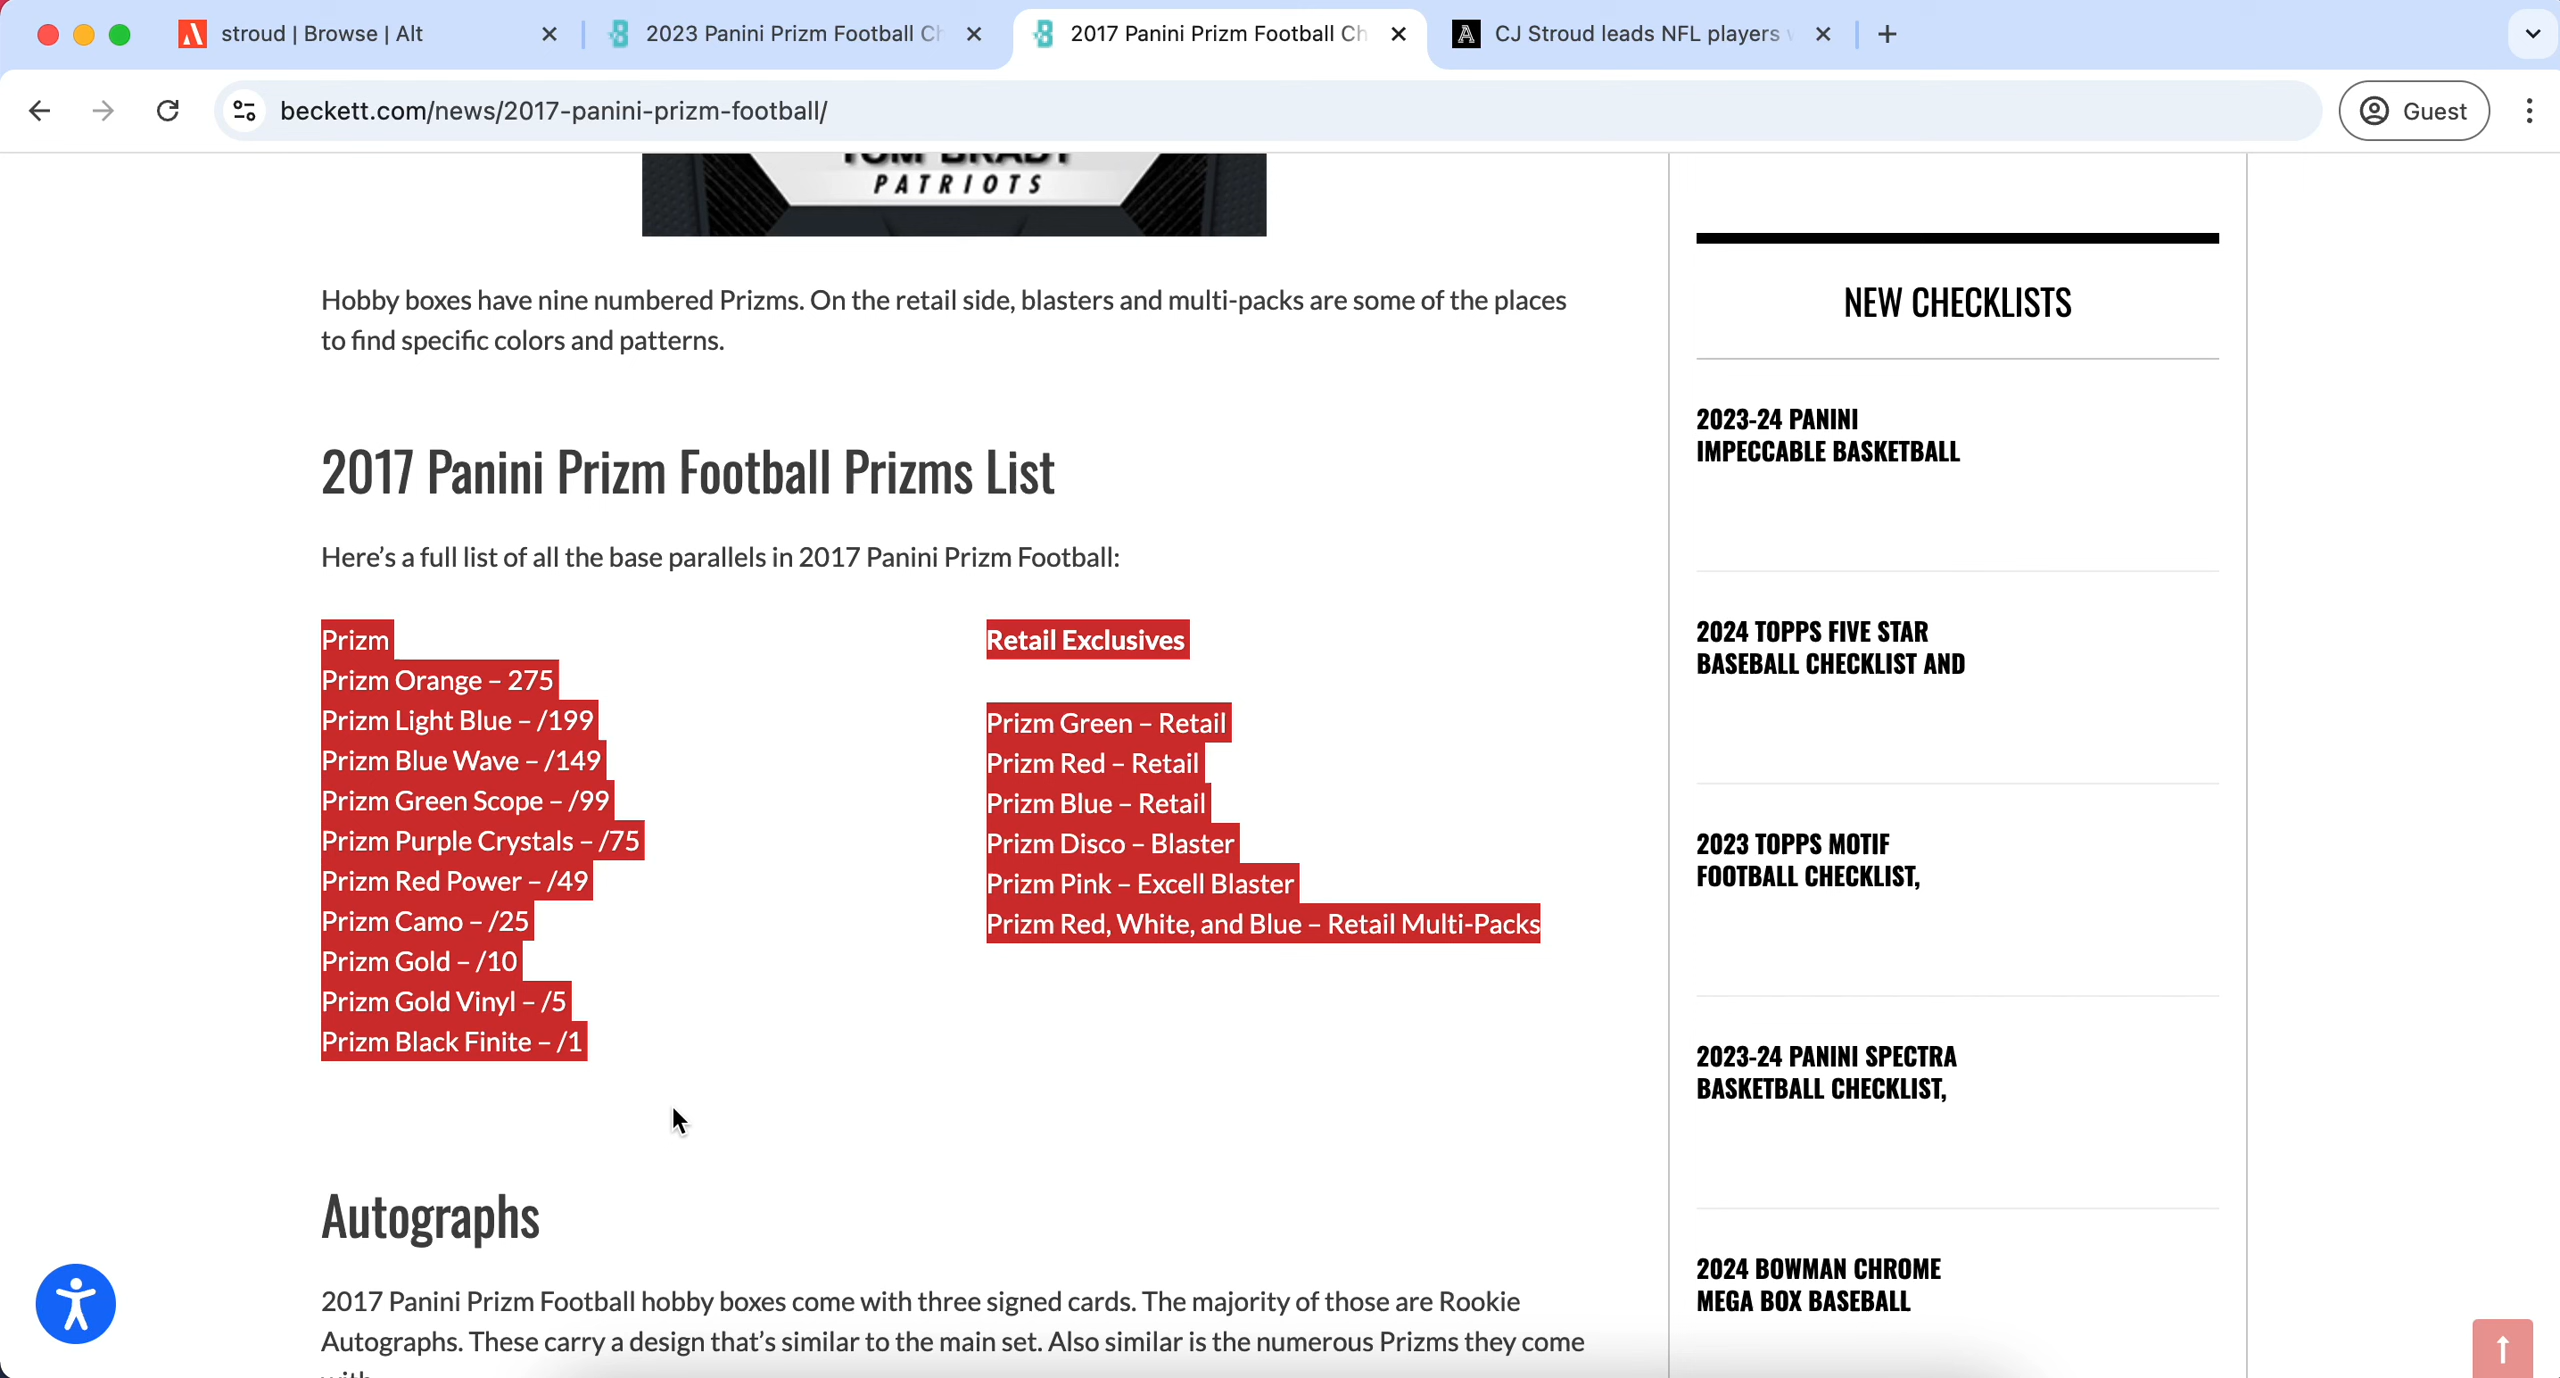 stroud | Browse | Alt
2023 Panini Prizm Football Ch
2017 Panini Prizm Football Ch
CJ Stroud leads NFL players
beckett.com/news/2017-panini-prizm-football/
Guest
TOM BRADY
PATRIOTS
Hobby boxes have nine numbered Prizms. On the retail side, blasters and multi-packs are some of the places
to find specific colors and patterns.
2017 Panini Prizm Football Prizms List
Here’s a full list of all the base parallels in 2017 Panini Prizm Football:
Prizm
Prizm Orange – 275
Prizm Light Blue – /199
Prizm Blue Wave – /149
Prizm Green Scope – /99
Prizm Purple Crystals – /75
Prizm Red Power – /49
Prizm Camo – /25
Prizm Gold – /10
Prizm Gold Vinyl – /5
Prizm Black Finite – /1
Retail Exclusives
Prizm Green – Retail
Prizm Red – Retail
Prizm Blue – Retail
Prizm Disco – Blaster
Prizm Pink – Excell Blaster
Prizm Red, White, and Blue – Retail Multi-Packs
Autographs
2017 Panini Prizm Football hobby boxes come with three signed cards. The majority of those are Rookie
Autographs. These carry a design that’s similar to the main set. Also similar is the numerous Prizms they come
NEW CHECKLISTS
2023-24 PANINI
IMPECCABLE BASKETBALL
2024 TOPPS FIVE STAR
BASEBALL CHECKLIST AND
2023 TOPPS MOTIF
FOOTBALL CHECKLIST,
2023-24 PANINI SPECTRA
BASKETBALL CHECKLIST,
2024 BOWMAN CHROME
MEGA BOX BASEBALL